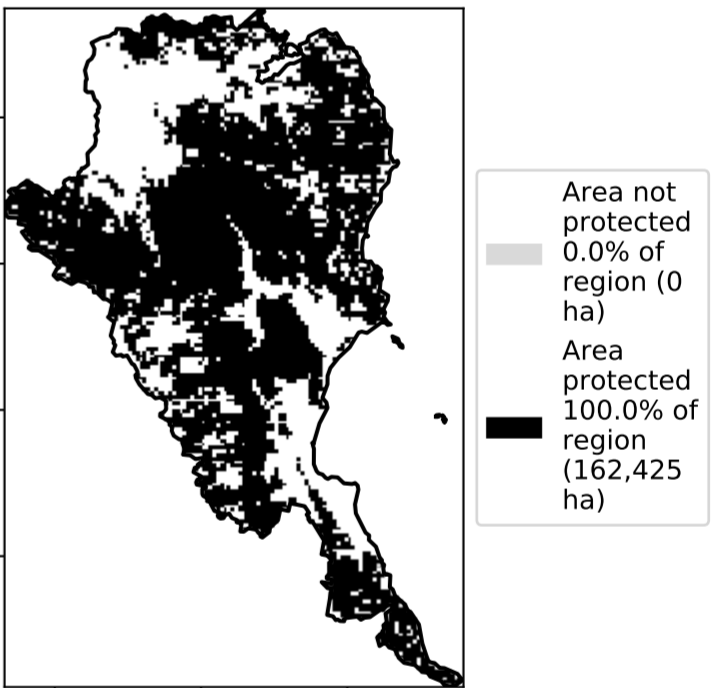 Area not
protected
0.0% of
region (0
ha)
Area
protected
100.0% of
region
(162,425
ha)